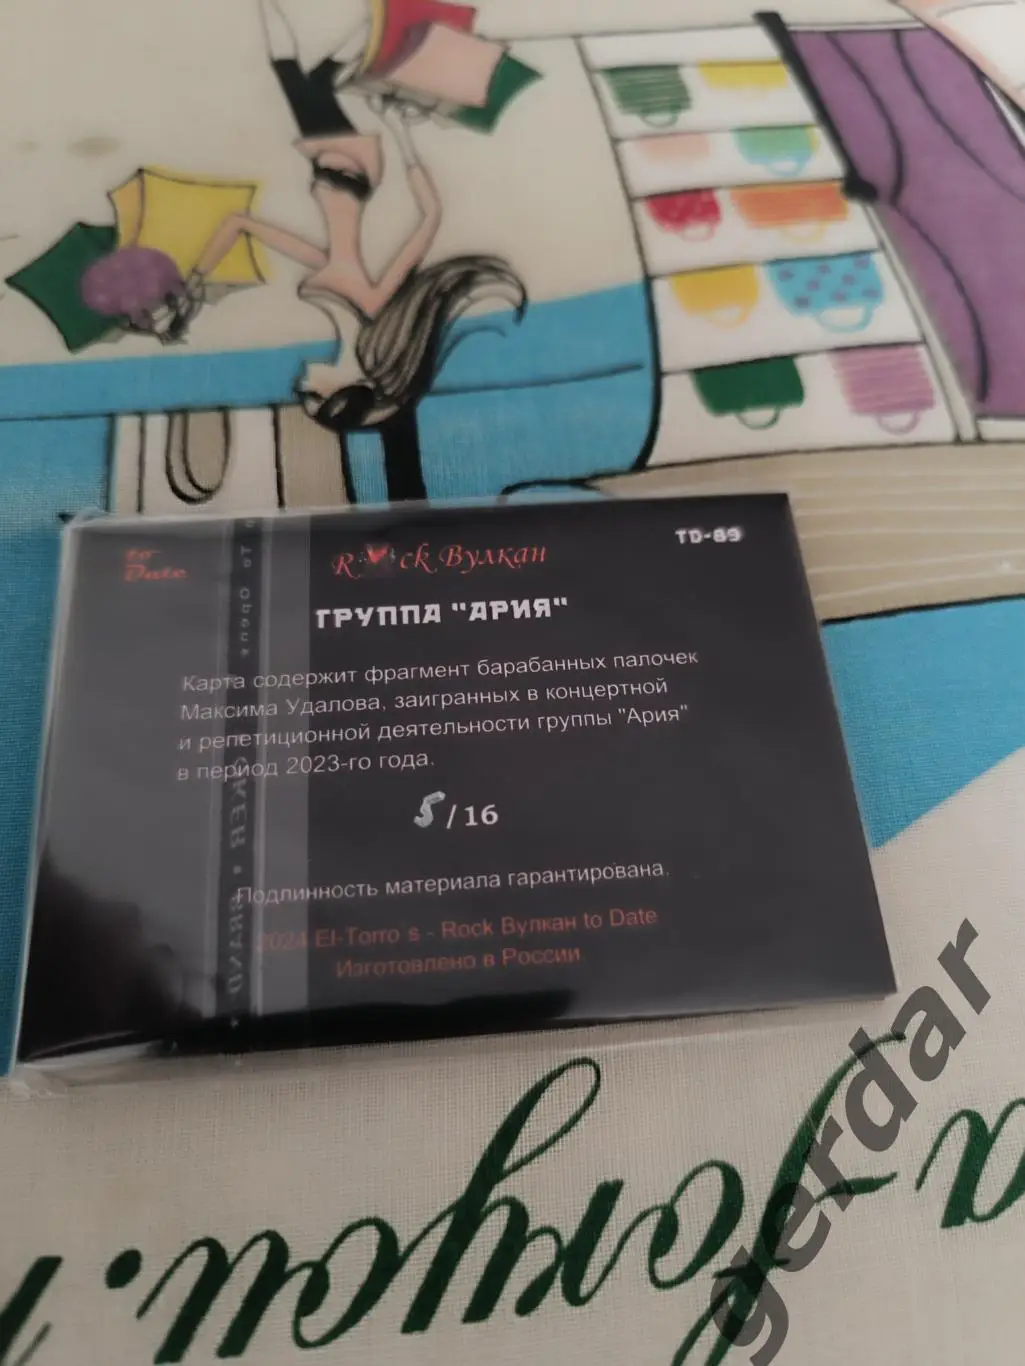 to
Date
Rock Вулкан
TD-89
ГРУППА "АРИЯ"
Карта содержит фрагмент барабанных палочек
Максима Удалова, заигранных в концертной
и репетиционной деятельности группы "Ария"
в период 2023-го года.
5/16
Подлинность материала гарантирована.
2024 El-Torro s - Rock Вулкан to Date
Изготовлено в России
gerdar